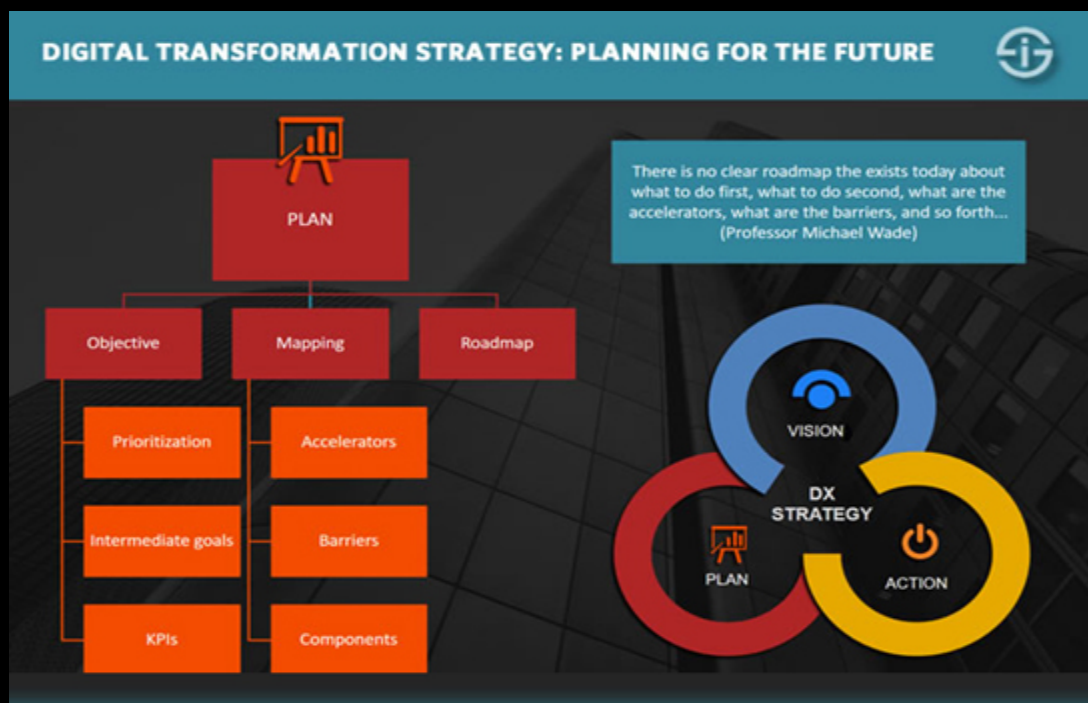 DIGITAL TRANSFORMATION STRATEGY: PLANNING FOR THE FUTURE
i
PLAN
Objective
Mapping
Roadmap
Prioritization
Accelerators
Intermediate goals
Barriers
KPIs
Components
There is no clear roadmap the exists today about
what to do first, what to do second, what are the
accelerators, what are the barriers, and so forth...
(Professor Michael Wade)
VISION
DX
STRATEGY
PLAN
ACTION